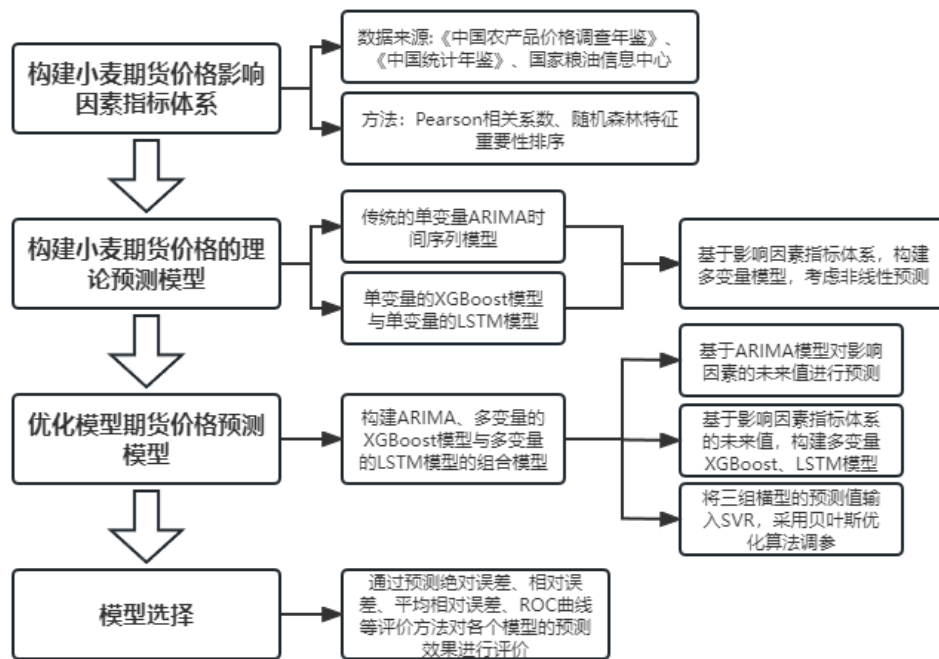 构建小麦期货价格影响
因素指标体系
数据来源:《中国农产品价格调查年鉴》、
《中国统计年鉴》、国家粮油信息中心
方法：Pearson相关系数、随机森林特征
重要性排序
构建小麦期货价格的理
论预测模型
传统的单变量ARIMA时
间序列模型
单变量的XGBoost模型
与单变量的LSTM模型
基于影响因素指标体系，构建
多变量模型，考虑非线性预测
优化模型期货价格预测
模型
构建ARIMA、多变量的
XGBoost模型与多变量
的LSTM模型的组合模型
基于ARIMA模型对影响
因素的未来值进行预测
基于影响因素指标体系
的未来值，构建多变量
XGBoost、LSTM模型
将三组模型的预测值输
入SVR，采用贝叶斯优
化算法调参
模型选择
通过预测绝对误差、相对误
差、平均相对误差、ROC曲线
等评价方法对各个模型的预测
效果进行评价